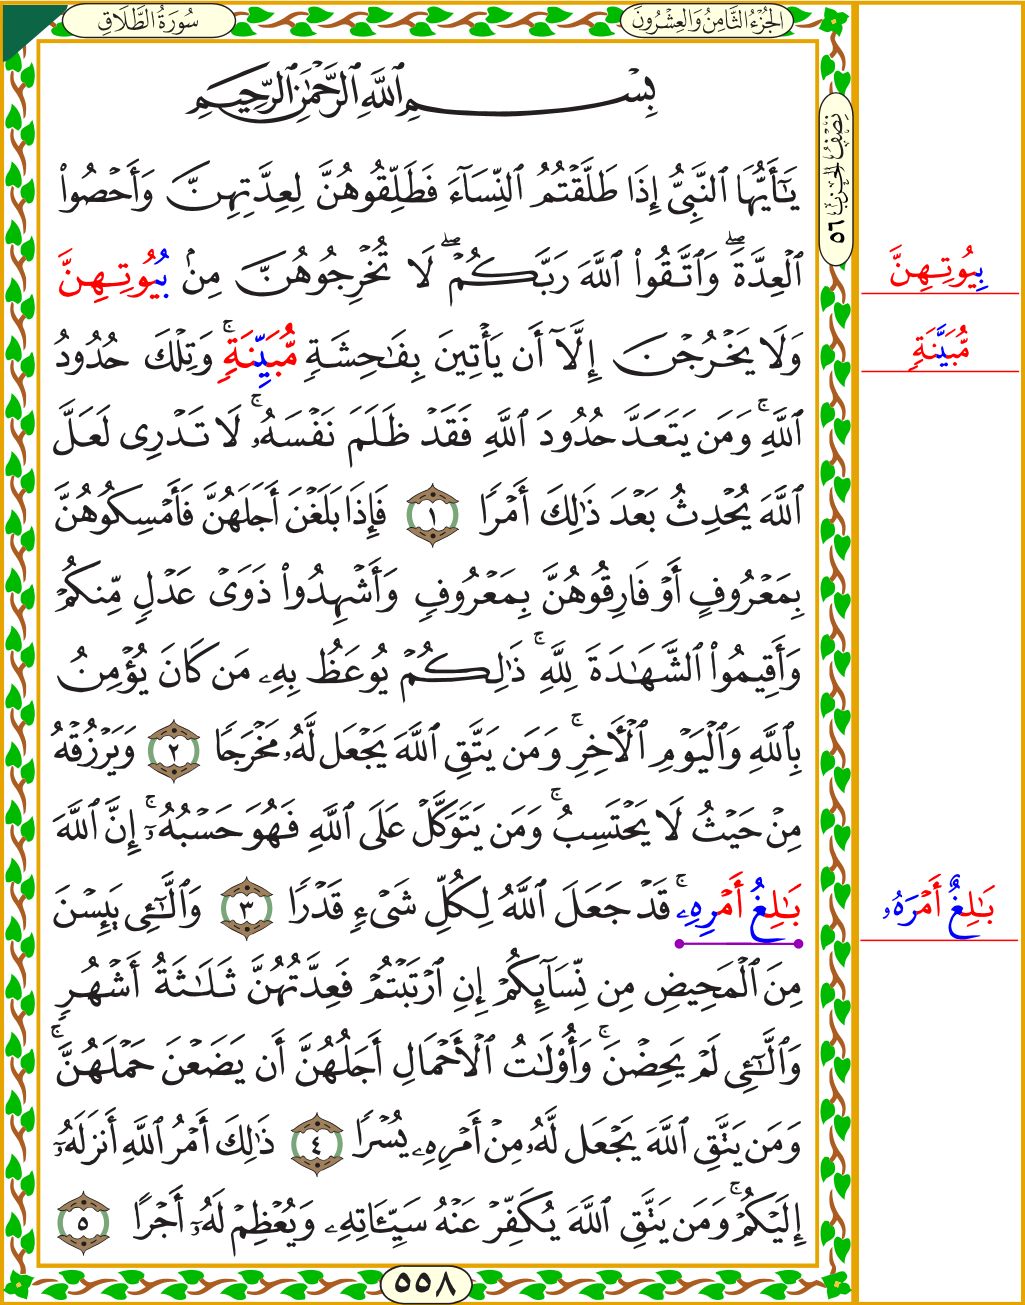 سُورَةُ الطَّلَاقِ
الجُزْءُ الثَّامِنُ وَالعِشْرُونَ
نِصْفُ الحِزْبِ ٥٦
بِسْمِ ٱللَّهِ ٱلرَّحْمَٰنِ ٱلرَّحِيمِ
يَٰٓأَيُّهَا ٱلنَّبِىُّ إِذَا طَلَّقْتُمُ ٱلنِّسَآءَ فَطَلِّقُوهُنَّ لِعِدَّتِهِنَّ وَأَحْصُوا۟
ٱلْعِدَّةَ ۖ وَٱتَّقُوا۟ ٱللَّهَ رَبَّكُمْ ۖ لَا تُخْرِجُوهُنَّ مِنۢ بُيُوتِهِنَّ
وَلَا يَخْرُجْنَ إِلَّآ أَن يَأْتِينَ بِفَٰحِشَةٍ مُّبَيِّنَةٍ ۚ وَتِلْكَ حُدُودُ
ٱللَّهِ ۚ وَمَن يَتَعَدَّ حُدُودَ ٱللَّهِ فَقَدْ ظَلَمَ نَفْسَهُۥ ۚ لَا تَدْرِى لَعَلَّ
ٱللَّهَ يُحْدِثُ بَعْدَ ذَٰلِكَ أَمْرًا ١ فَإِذَا بَلَغْنَ أَجَلَهُنَّ فَأَمْسِكُوهُنَّ
بِمَعْرُوفٍ أَوْ فَارِقُوهُنَّ بِمَعْرُوفٍ وَأَشْهِدُوا۟ ذَوَىْ عَدْلٍ مِّنكُمْ
وَأَقِيمُوا۟ ٱلشَّهَٰدَةَ لِلَّهِ ۚ ذَٰلِكُمْ يُوعَظُ بِهِۦ مَن كَانَ يُؤْمِنُ
بِٱللَّهِ وَٱلْيَوْمِ ٱلْأَخِرِ ۚ وَمَن يَتَّقِ ٱللَّهَ يَجْعَل لَّهُۥ مَخْرَجًا ٢ وَيَرْزُقْهُ
مِنْ حَيْثُ لَا يَحْتَسِبُ ۚ وَمَن يَتَوَكَّلْ عَلَى ٱللَّهِ فَهُوَ حَسْبُهُۥٓ ۚ إِنَّ ٱللَّهَ
بَٰلِغُ أَمْرِهِۦ ۚ قَدْ جَعَلَ ٱللَّهُ لِكُلِّ شَىْءٍ قَدْرًا ٣ وَٱلَّٰٓـِٔى يَئِسْنَ
مِنَ ٱلْمَحِيضِ مِن نِّسَآئِكُمْ إِنِ ٱرْتَبْتُمْ فَعِدَّتُهُنَّ ثَلَٰثَةُ أَشْهُرٍ
وَٱلَّٰٓـِٔى لَمْ يَحِضْنَ ۚ وَأُو۟لَٰتُ ٱلْأَحْمَالِ أَجَلُهُنَّ أَن يَضَعْنَ حَمْلَهُنَّ ۚ
وَمَن يَتَّقِ ٱللَّهَ يَجْعَل لَّهُۥ مِنْ أَمْرِهِۦ يُسْرًا ٤ ذَٰلِكَ أَمْرُ ٱللَّهِ أَنزَلَهُۥٓ
إِلَيْكُمْ ۚ وَمَن يَتَّقِ ٱللَّهَ يُكَفِّرْ عَنْهُ سَيِّـَٔاتِهِۦ وَيُعْظِمْ لَهُۥٓ أَجْرًا ٥
٥٥٨
بِيُوتِهِنَّ
مُّبَيَّنَةٍ
بَٰلِغٌ أَمْرَهُۥ